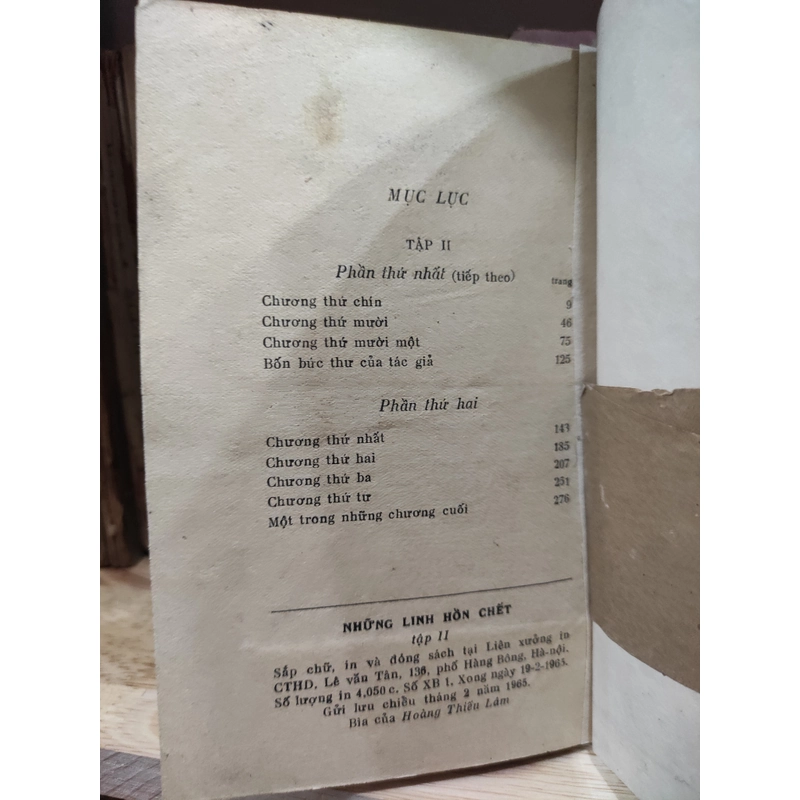 MỤC LỤC
TẬP II
Phần thứ nhất (tiếp theo) trang
Chương thứ chín 9
Chương thứ mười 46
Chương thứ mười một 75
Bốn bức thư của tác giả 125
Phần thứ hai
Chương thứ nhất 143
Chương thứ hai 185
Chương thứ ba 207
Chương thứ tư 251
Một trong những chương cuối 276
NHỮNG LINH HỒN CHẾT
tập II
Sắp chữ, in và đóng sách tại Liên xưởng in
CTHD, Lê văn Tân, 136, phố Hàng Bông, Hà-nội.
Số lượng in 4,050 c. Số XB 1. Xong ngày 19-2-1965.
Gửi lưu chiều tháng 2 năm 1965.
Bìa của Hoàng Thiếu Lâm